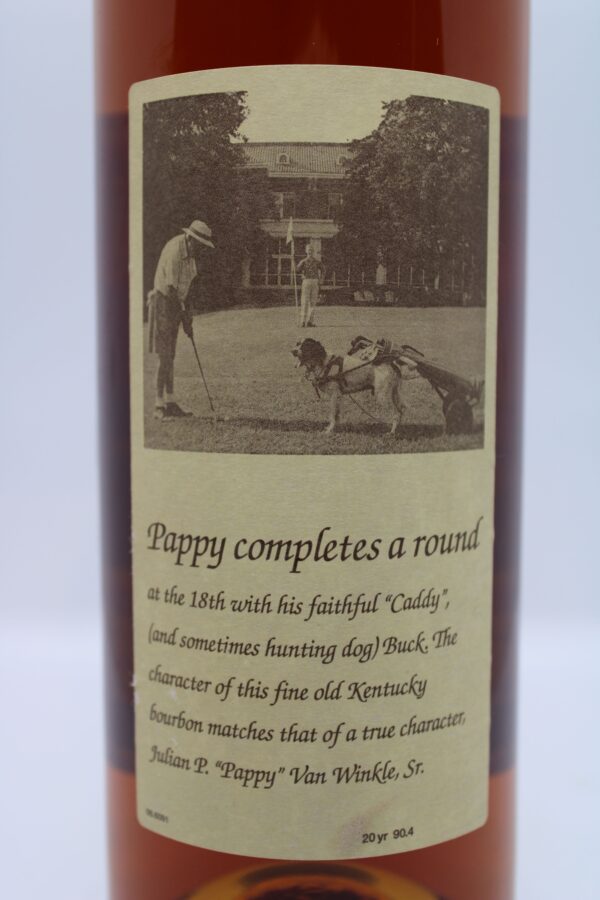 Pappy completes a round
at the 18th with his faithful “Caddy”,
(and sometimes hunting dog) Buck. The
character of this fine old Kentucky
bourbon matches that of a true character,
Julian P. “Pappy” Van Winkle, Sr.
20 yr 90.4